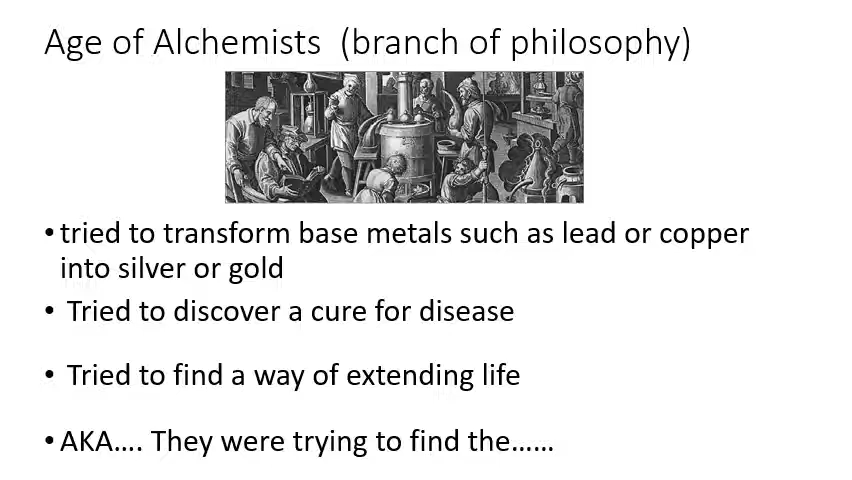 Age of Alchemists  (branch of philosophy)
• tried to transform base metals such as lead or copper
into silver or gold
•  Tried to discover a cure for disease
•  Tried to find a way of extending life
• AKA…. They were trying to find the……